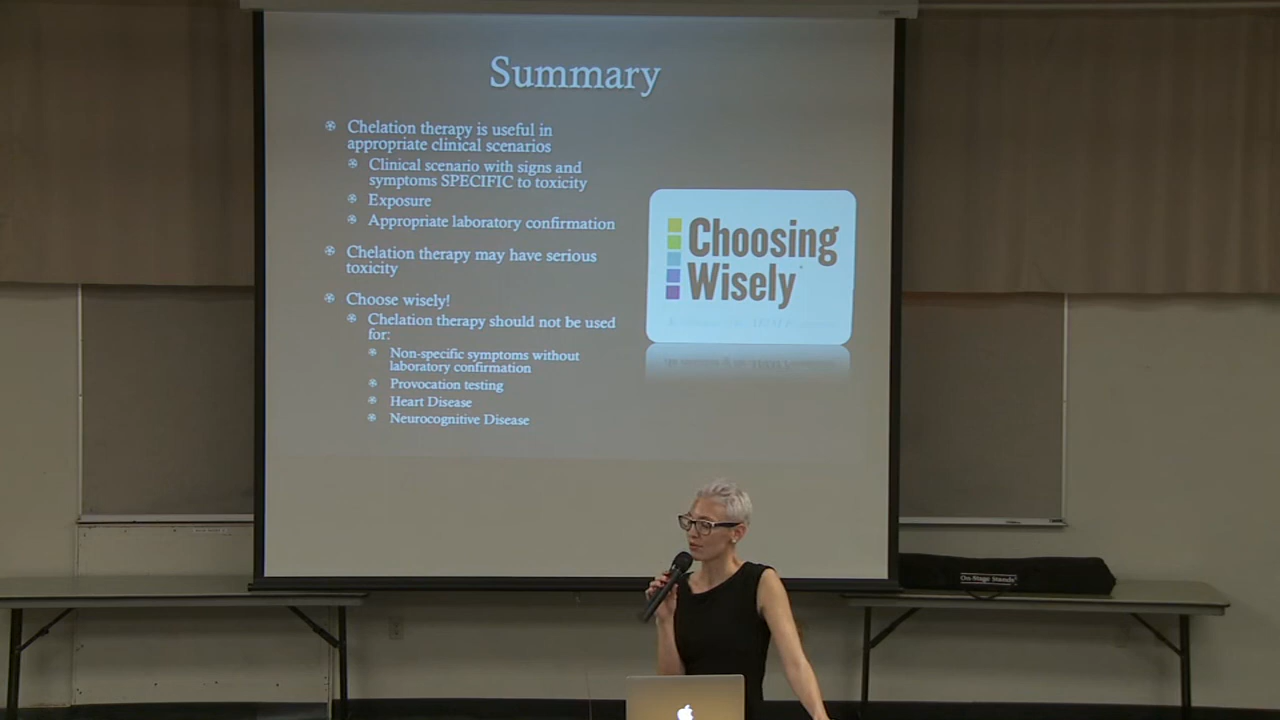 Summary
Chelation therapy is useful in
appropriate clinical scenarios
Clinical scenario with signs and
symptoms SPECIFIC to toxicity
Exposure
Appropriate laboratory confirmation
Chelation therapy may have serious
toxicity
Choose wisely!
Chelation therapy should not be used
for:
Non-specific symptoms without
laboratory confirmation
Provocation testing
Heart Disease
Neurocognitive Disease
Choosing
Wisely
On-Stage Stands